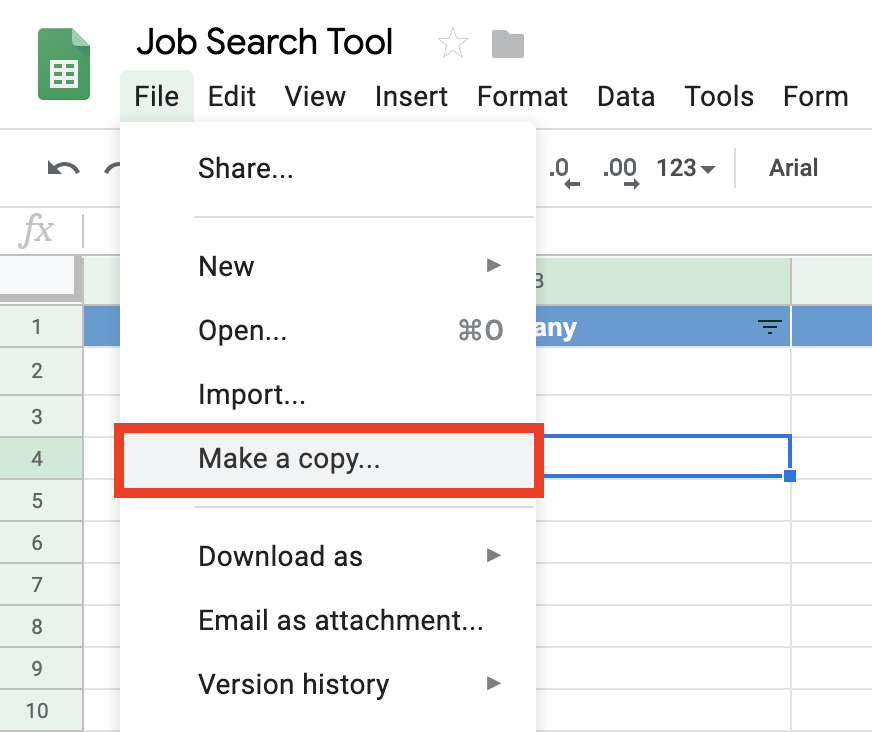 Job Search Tool
File Edit View Insert Format Data Tools Form
.0 .00 123 Arial
fx
Share...
New
Open... ⌘O
Import...
Make a copy...
Download as
Email as attachment...
Version history
B
1 any
2
3
4
5
6
7
8
9
10